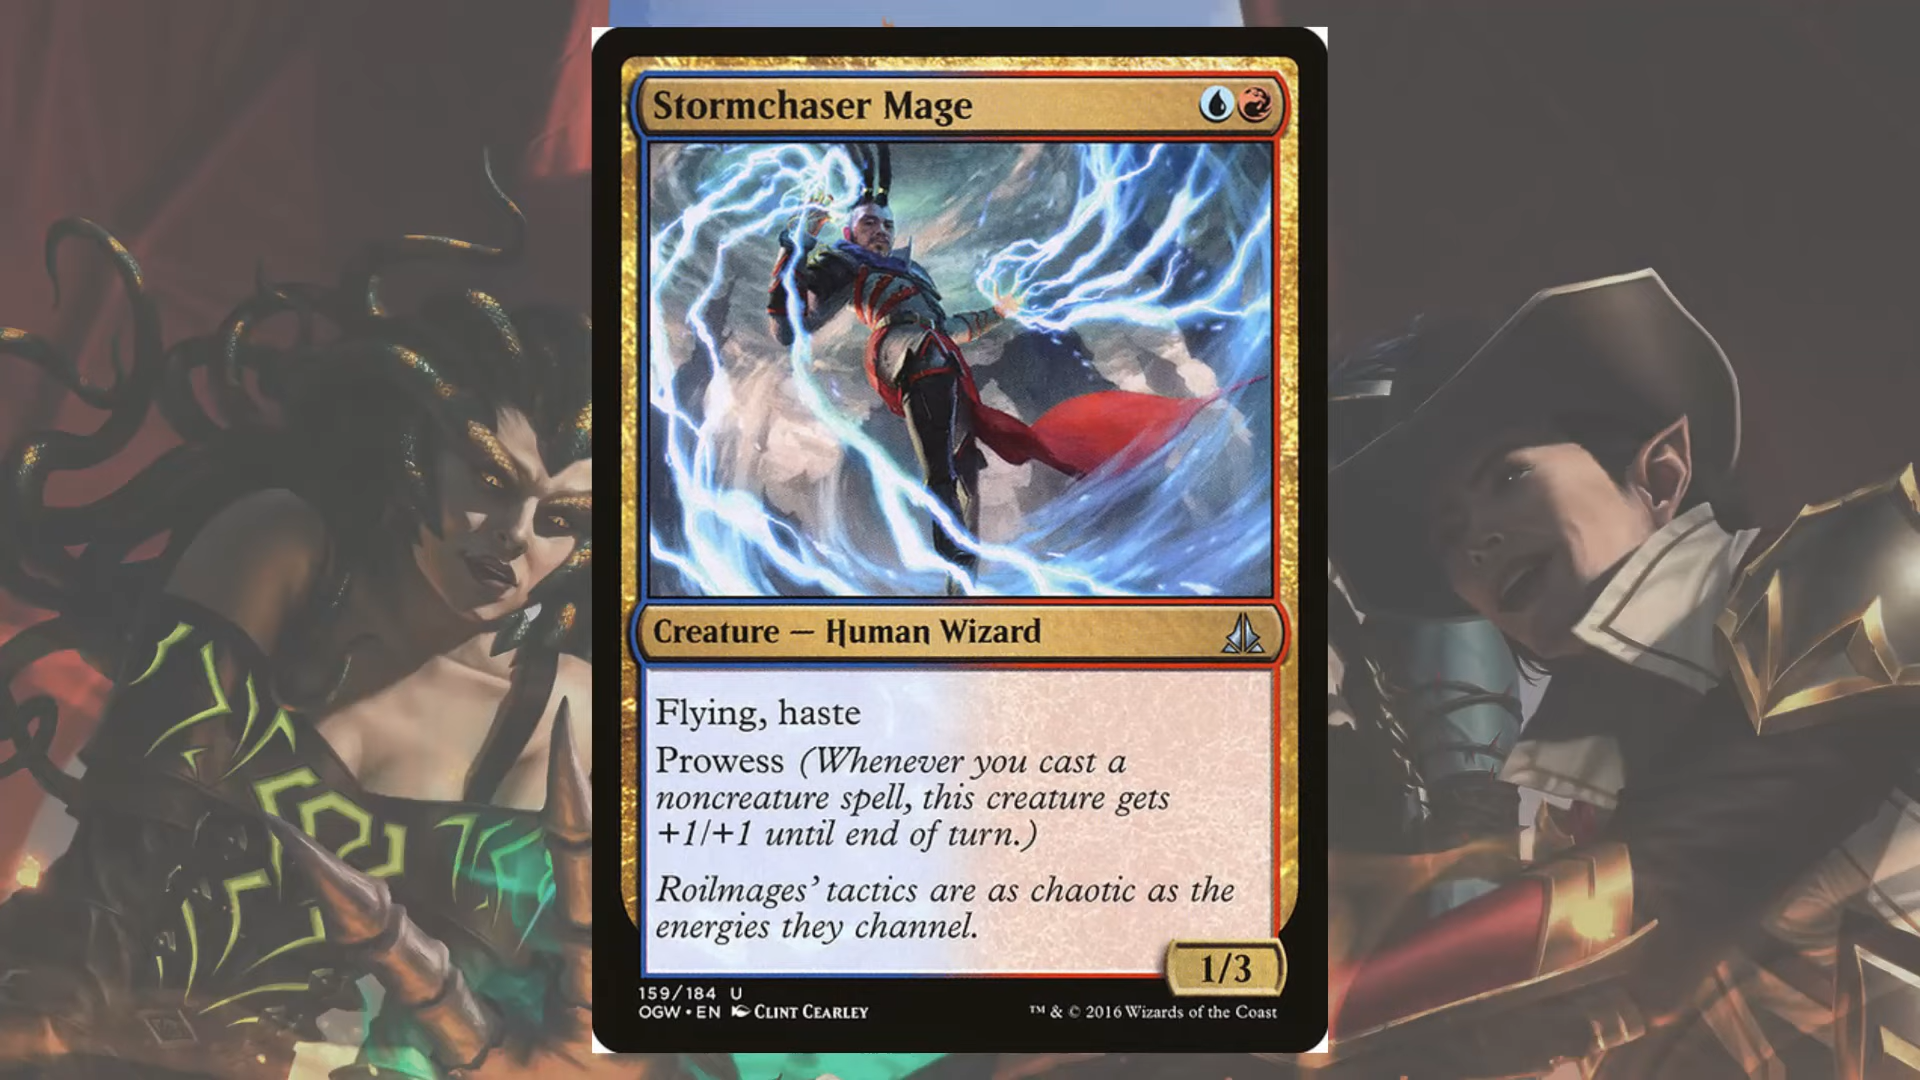 Stormchaser Mage
Creature — Human Wizard
Flying, haste
Prowess (Whenever you cast a
noncreature spell, this creature gets
+1/+1 until end of turn.)
Roilmages’ tactics are as chaotic as the
energies they channel.
1/3
159/184 U
OGW • EN Clint Cearley
™ & © 2016 Wizards of the Coast